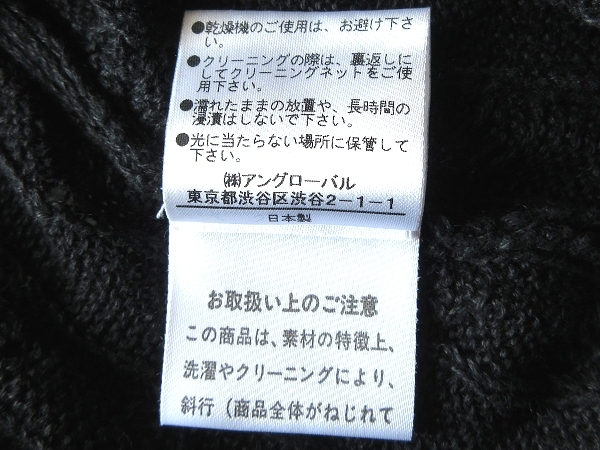 ●乾燥機のご使用は、お避け下さ
い。
●クリーニングの際は、裏返しに
してクリーニングネットをご使
用下さい。
●濡れたままの放置や、長時間の
浸漬はしないで下さい。
●光に当たらない場所に保管して
下さい。
㈱アングローバル
東京都渋谷区渋谷2-1-1
日本製
お取扱い上のご注意
この商品は、素材の特徴上、
洗濯やクリーニングにより、
斜行（商品全体がねじれて